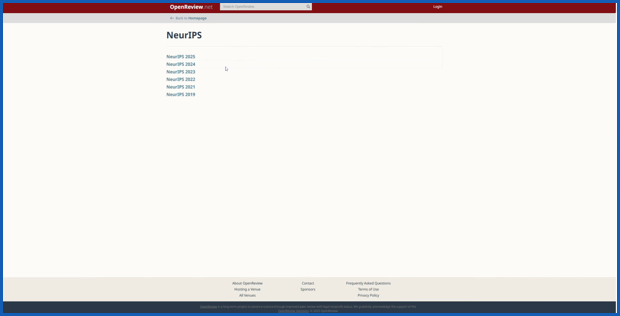 OpenReview.net
Search OpenReview...
Login
← Back to Homepage
NeurIPS
NeurIPS 2025
NeurIPS 2024
NeurIPS 2023
NeurIPS 2022
NeurIPS 2021
NeurIPS 2019
About OpenReview
Hosting a Venue
All Venues
Contact
Sponsors
Frequently Asked Questions
Terms of Use
Privacy Policy